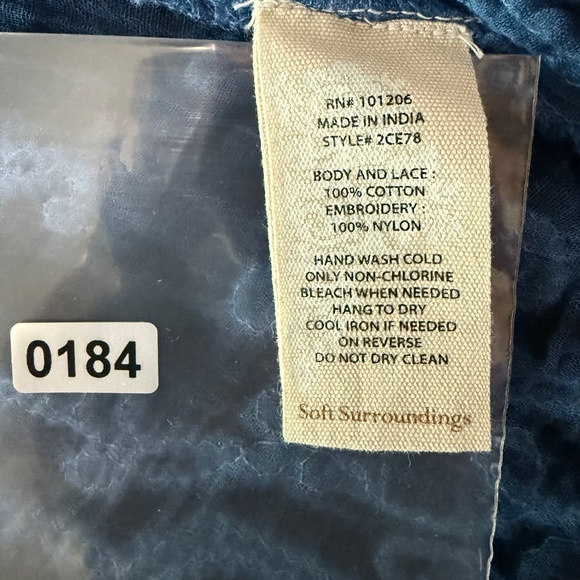 RN# 101206
MADE IN INDIA
STYLE# 2CE78
BODY AND LACE :
100% COTTON
EMBROIDERY :
100% NYLON
HAND WASH COLD
ONLY NON-CHLORINE
BLEACH WHEN NEEDED
HANG TO DRY
COOL IRON IF NEEDED
ON REVERSE
DO NOT DRY CLEAN
Soft Surroundings
0184